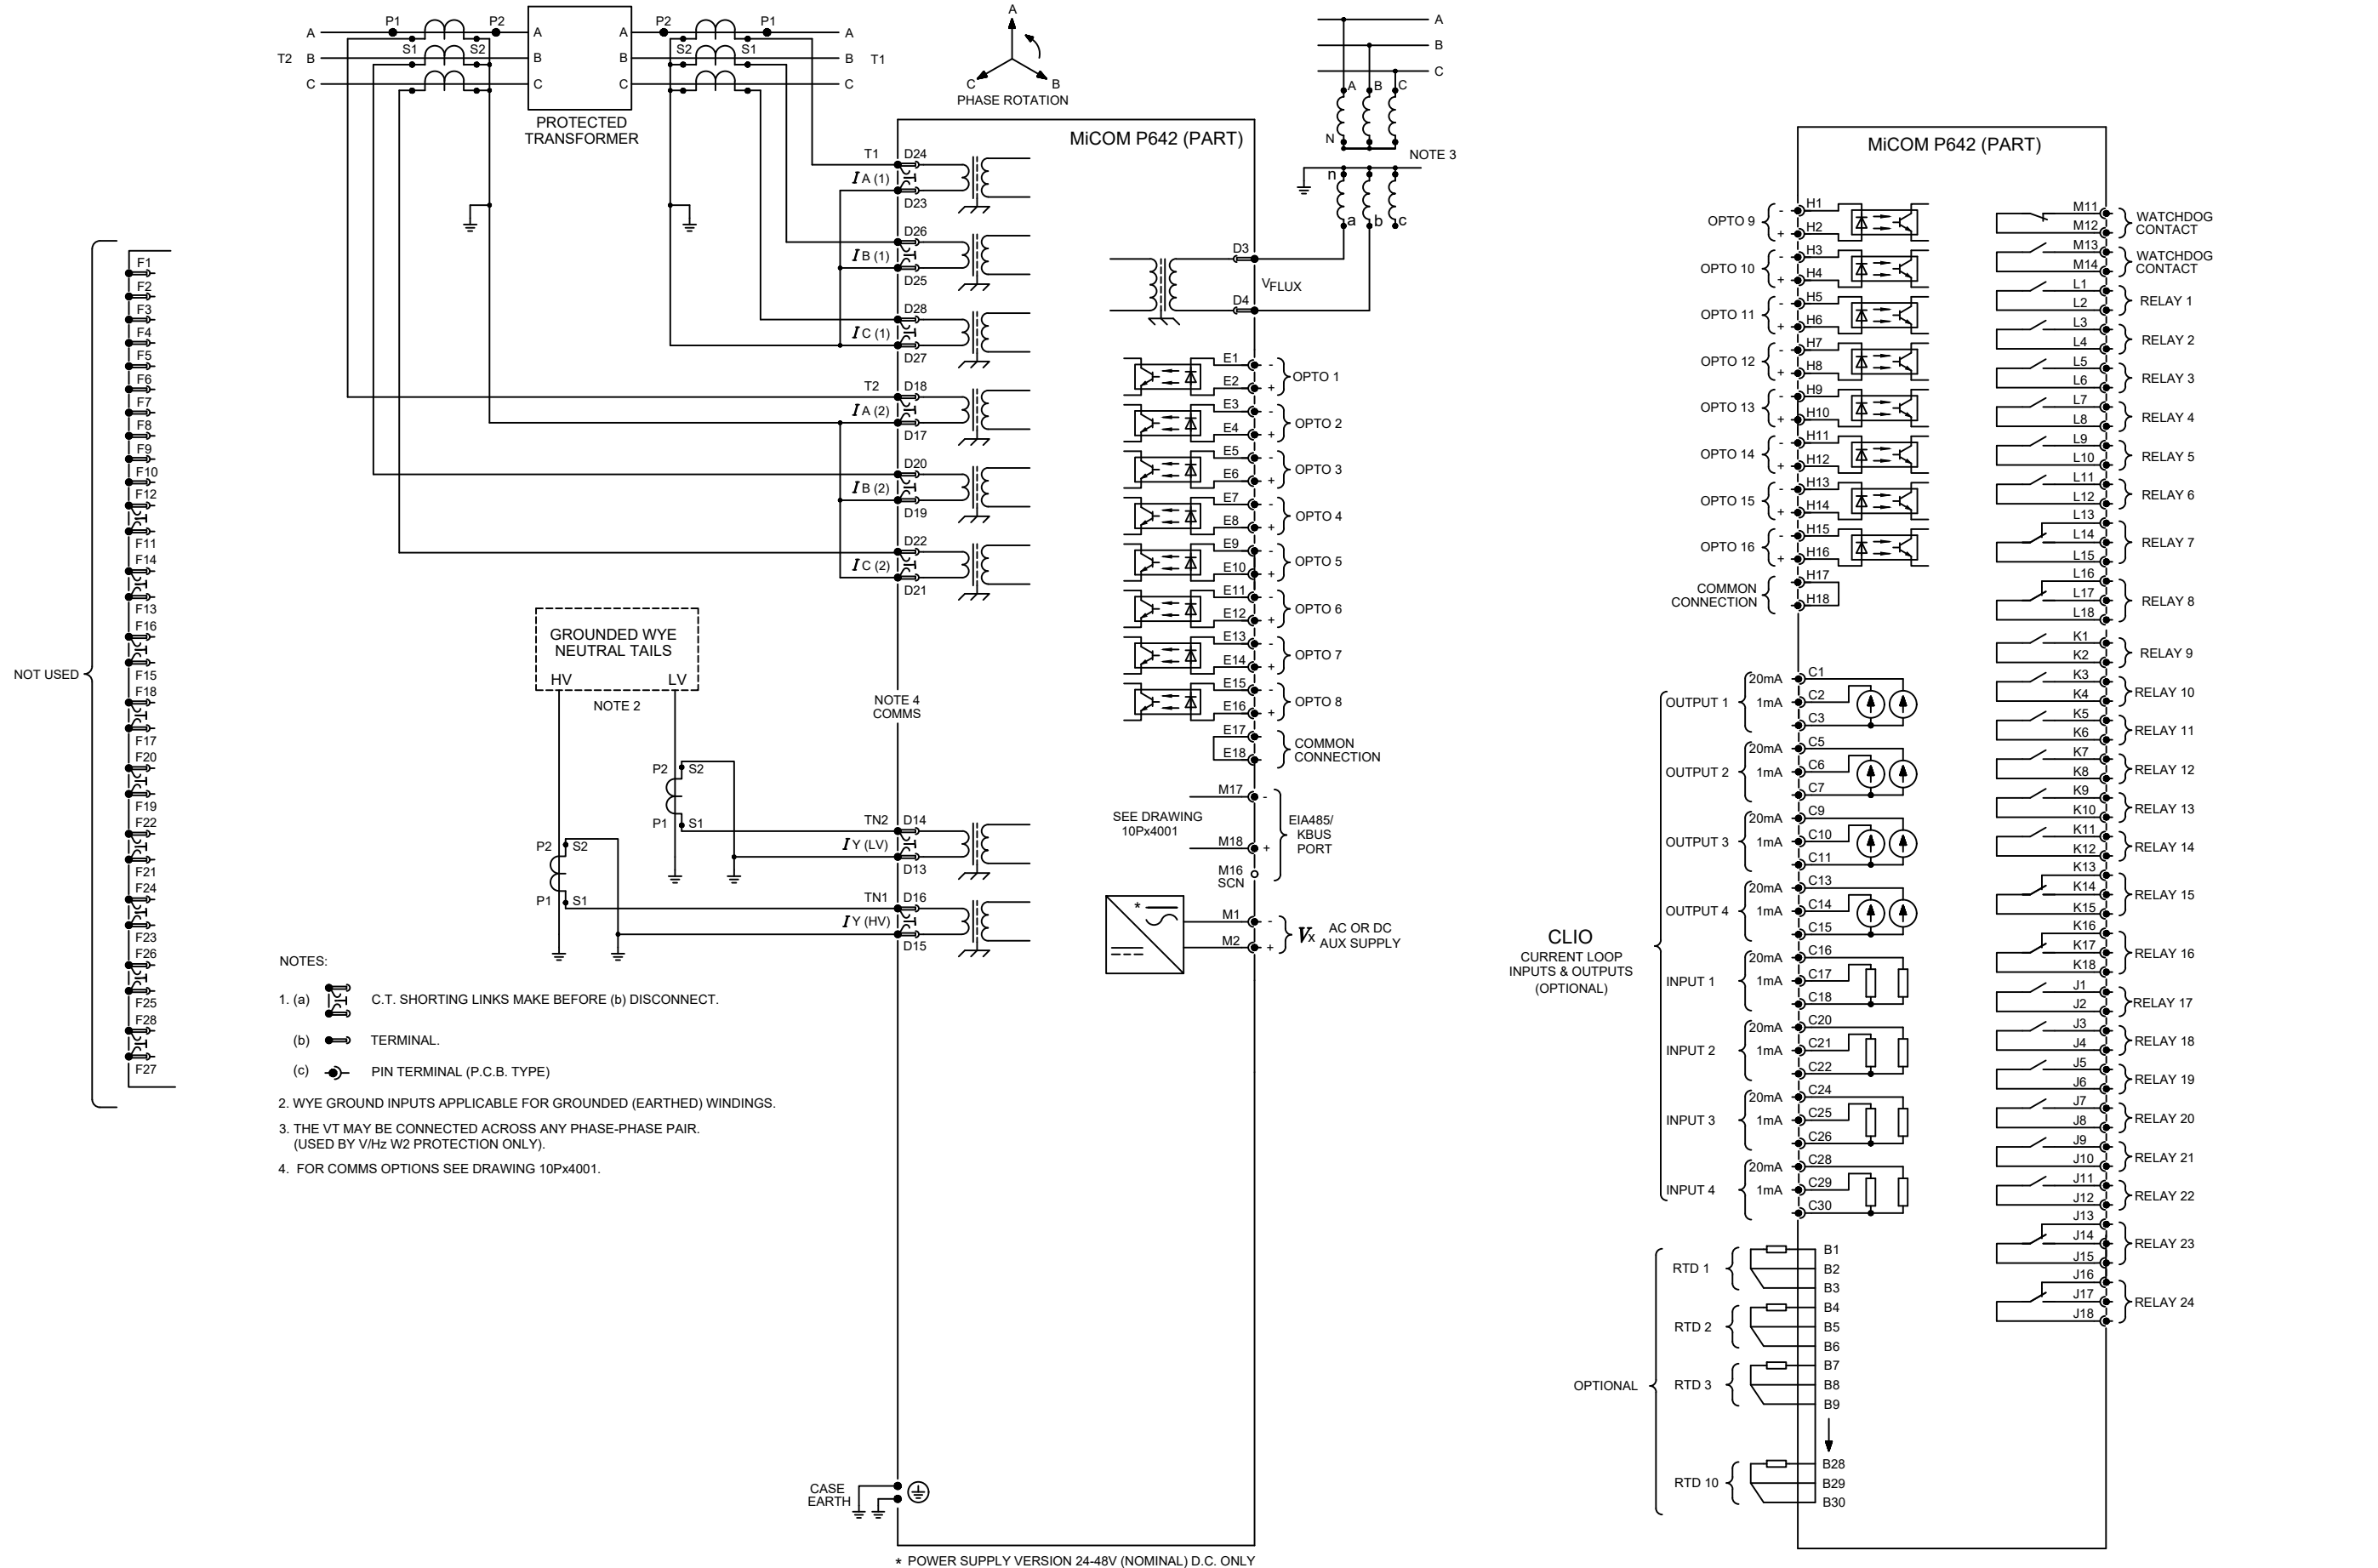 A
P1
P2
A
T2
B
S1
S2
B
C
C
A
P2
P1
A
B
S2
S1
B
T1
C
C
PROTECTED
TRANSFORMER
A
C
B
PHASE ROTATION
A
B
C
A
B
C
N
NOTE 3
n
a
b
c
MiCOM P642 (PART)
T1
D24
I A (1)
D23
D26
I B (1)
D25
D28
I C (1)
D27
T2
D18
I A (2)
D17
D20
I B (2)
D19
D22
I C (2)
D21
D3
VFLUX
D4
E1 -
E2 +
OPTO 1
E3 -
E4 +
OPTO 2
E5 -
E6 +
OPTO 3
E7 -
E8 +
OPTO 4
E9 -
E10 +
OPTO 5
E11 -
E12 +
OPTO 6
E13 -
E14 +
OPTO 7
E15 -
E16 +
OPTO 8
E17
E18
COMMON
CONNECTION
SEE DRAWING
10Px4001
M17 -
M18 +
M16
SCN
EIA485/
KBUS
PORT
*
M1 -
M2 +
Vx
AC OR DC
AUX SUPPLY
NOT USED
F1
F2
F3
F4
F5
F6
F7
F8
F9
F10
F12
F11
F14
F13
F16
F15
F18
F17
F20
F19
F22
F21
F24
F23
F26
F25
F28
F27
GROUNDED WYE
NEUTRAL TAILS
HV
LV
NOTE 2
NOTE 4
COMMS
P2
S2
P1
S1
TN2
D14
I Y (LV)
D13
P2
S2
P1
S1
TN1
D16
I Y (HV)
D15
NOTES:
1. (a) C.T. SHORTING LINKS MAKE BEFORE (b) DISCONNECT.
(b) TERMINAL.
(c) PIN TERMINAL (P.C.B. TYPE)
2. WYE GROUND INPUTS APPLICABLE FOR GROUNDED (EARTHED) WINDINGS.
3. THE VT MAY BE CONNECTED ACROSS ANY PHASE-PHASE PAIR.
(USED BY V/Hz W2 PROTECTION ONLY).
4. FOR COMMS OPTIONS SEE DRAWING 10Px4001.
CASE
EARTH
* POWER SUPPLY VERSION 24-48V (NOMINAL) D.C. ONLY
MiCOM P642 (PART)
OPTO 9
- H1
+ H2
OPTO 10
- H3
+ H4
OPTO 11
- H5
+ H6
OPTO 12
- H7
+ H8
OPTO 13
- H9
+ H10
OPTO 14
- H11
+ H12
OPTO 15
- H13
+ H14
OPTO 16
- H15
+ H16
COMMON
CONNECTION
H17
H18
CLIO
CURRENT LOOP
INPUTS & OUTPUTS
(OPTIONAL)
OUTPUT 1
20mA C1
1mA C2
C3
OUTPUT 2
20mA C5
1mA C6
C7
OUTPUT 3
20mA C9
1mA C10
C11
OUTPUT 4
20mA C13
1mA C14
C15
INPUT 1
20mA C16
1mA C17
C18
INPUT 2
20mA C20
1mA C21
C22
INPUT 3
20mA C24
1mA C25
C26
INPUT 4
20mA C28
1mA C29
C30
OPTIONAL
RTD 1
B1
B2
B3
RTD 2
B4
B5
B6
RTD 3
B7
B8
B9
RTD 10
B28
B29
B30
M11
M12
WATCHDOG
CONTACT
M13
M14
WATCHDOG
CONTACT
L1
L2
RELAY 1
L3
L4
RELAY 2
L5
L6
RELAY 3
L7
L8
RELAY 4
L9
L10
RELAY 5
L11
L12
RELAY 6
L13
L14
L15
RELAY 7
L16
L17
L18
RELAY 8
K1
K2
RELAY 9
K3
K4
RELAY 10
K5
K6
RELAY 11
K7
K8
RELAY 12
K9
K10
RELAY 13
K11
K12
RELAY 14
K13
K14
K15
RELAY 15
K16
K17
K18
RELAY 16
J1
J2
RELAY 17
J3
J4
RELAY 18
J5
J6
RELAY 19
J7
J8
RELAY 20
J9
J10
RELAY 21
J11
J12
RELAY 22
J13
J14
J15
RELAY 23
J16
J17
J18
RELAY 24